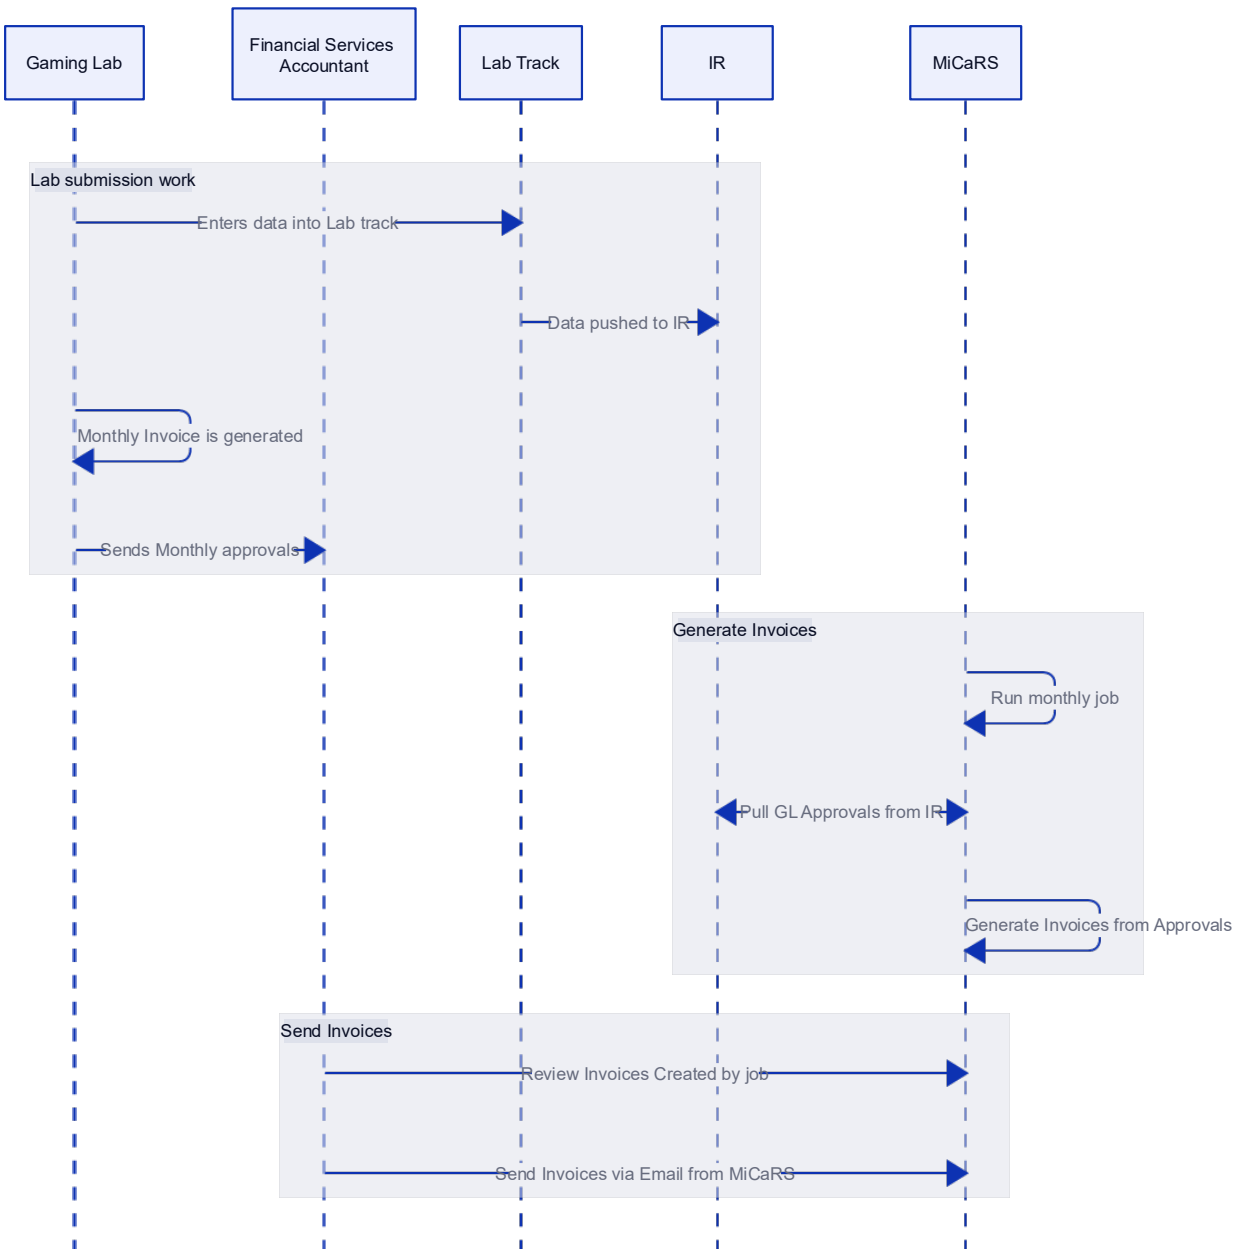 Gaming Lab
Financial Services
Accountant
Lab Track
IR
MiCaRS
Lab submission work
Enters data into Lab track
Data pushed to IR
Monthly Invoice is generated
Sends Monthly approvals
Generate Invoices
Run monthly job
Pull GL Approvals from IR
Generate Invoices from Approvals
Send Invoices
Review Invoices Created by job
Send Invoices via Email from MiCaRS